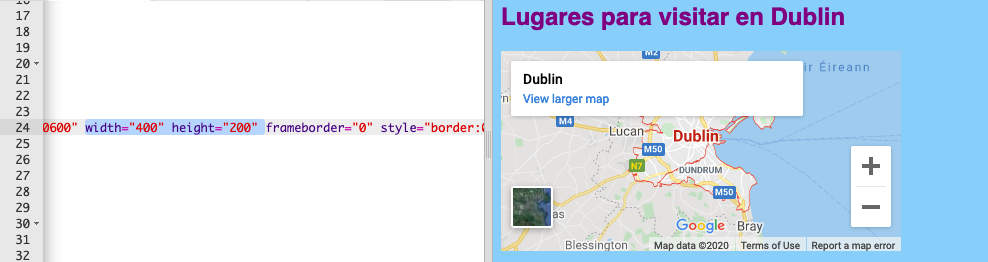 17
18
19
20
21
22
23
24 0600" width="400" height="200" frameborder="0" style="border:0
25
26
27
28
29
30
31
32
Lugares para visitar en Dublin
M2
ir Éireann
Dublin
View larger map
M4
Lucan
Dublin
M50
N7
DUNDRUM
M50
as
Google
Bray
Blessington
Map data ©2020 Terms of Use Report a map error